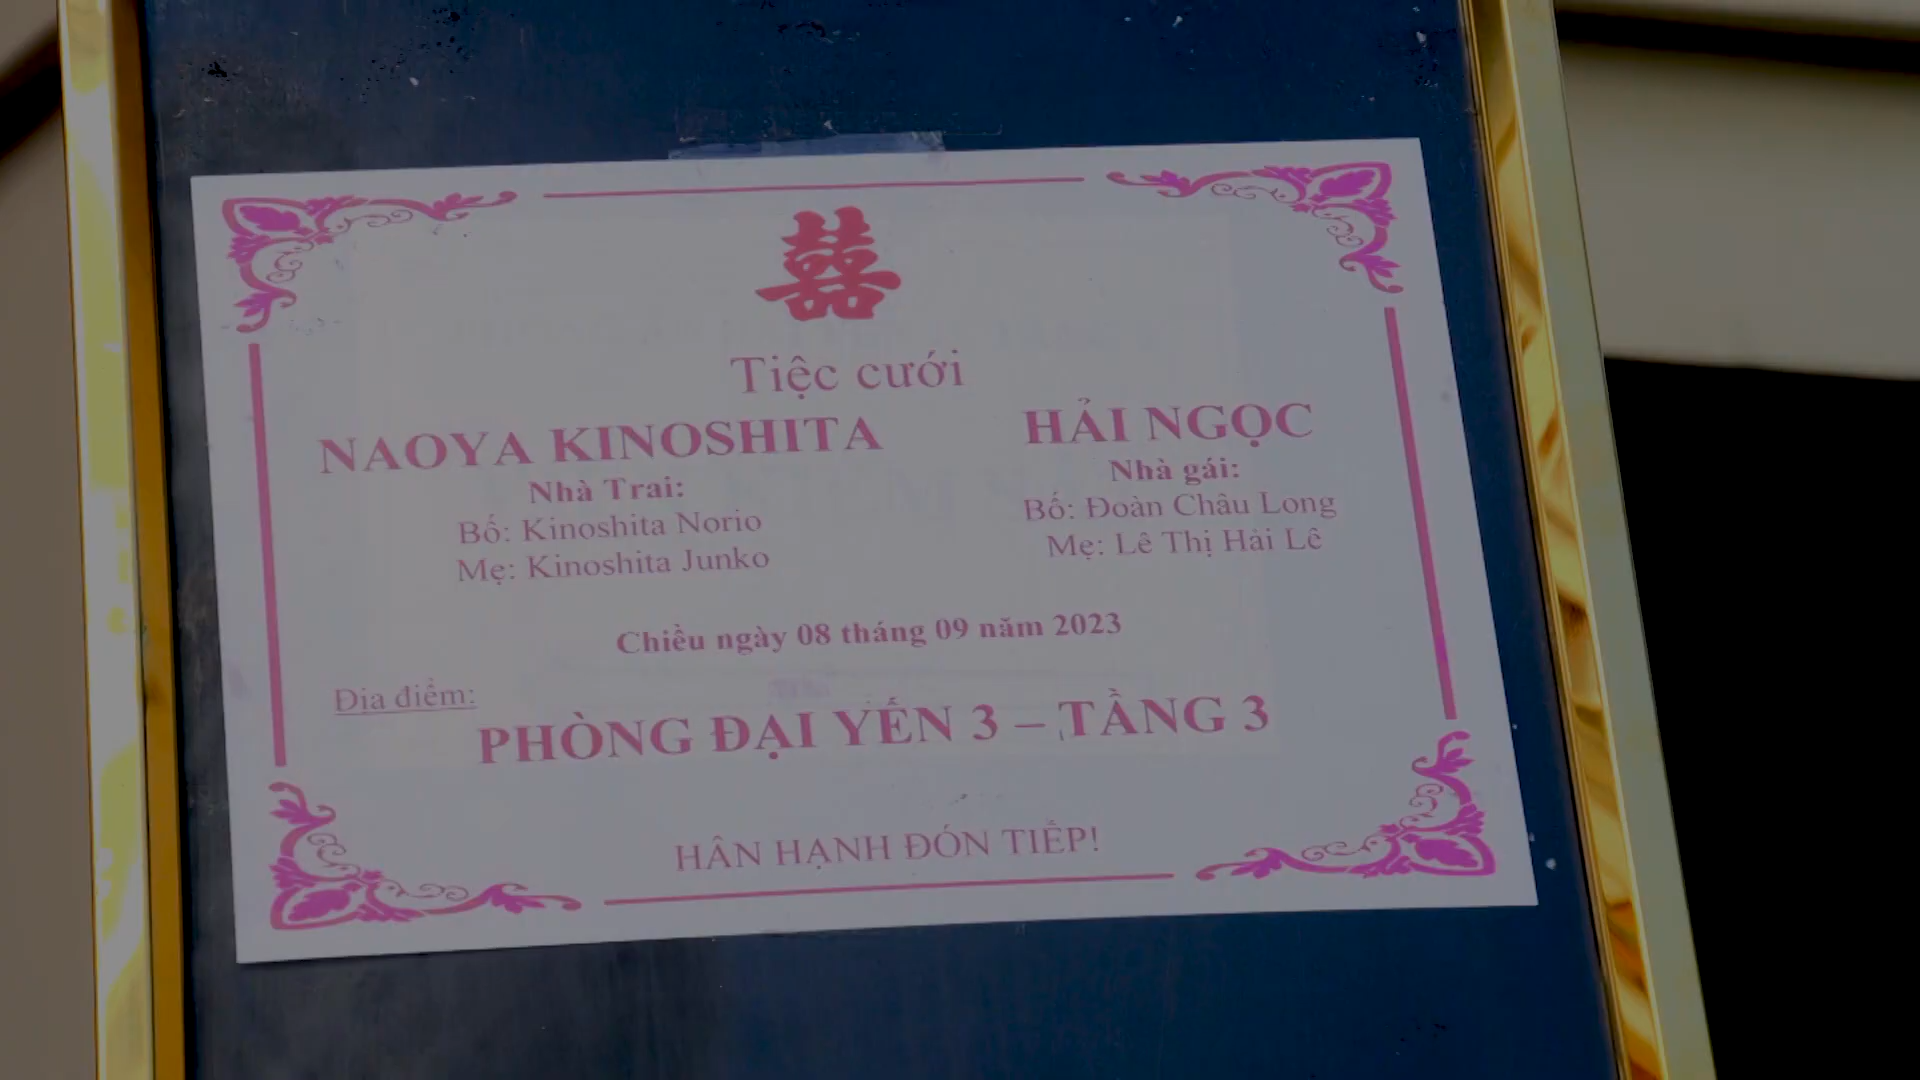 囍
Tiệc cưới
NAOYA KINOSHITA
Nhà Trai:
Bố: Kinoshita Norio
Mẹ: Kinoshita Junko
HẢI NGỌC
Nhà gái:
Bố: Đoàn Châu Long
Mẹ: Lê Thị Hải Lê
Chiều ngày 08 tháng 09 năm 2023
Địa điểm:
PHÒNG ĐẠI YẾN 3 – TẦNG 3
HÂN HẠNH ĐÓN TIẾP!